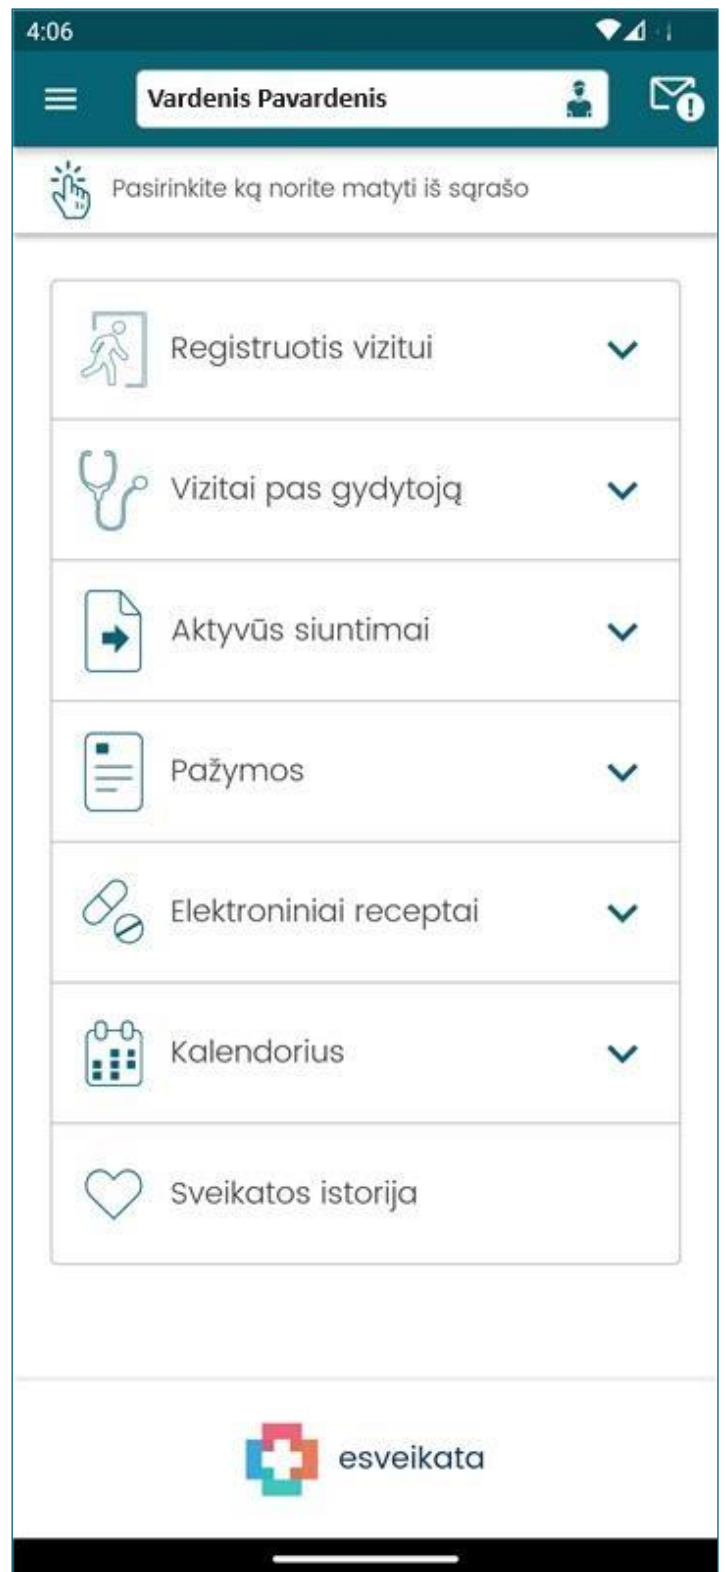 4:06
Vardenis Pavardenis
Pasirinkite ką norite matyti iš sąrašo
Registruotis vizitui
Vizitai pas gydytoją
Aktyvūs siuntimai
Pažymos
Elektroniniai receptai
Kalendorius
Sveikatos istorija
esveikata